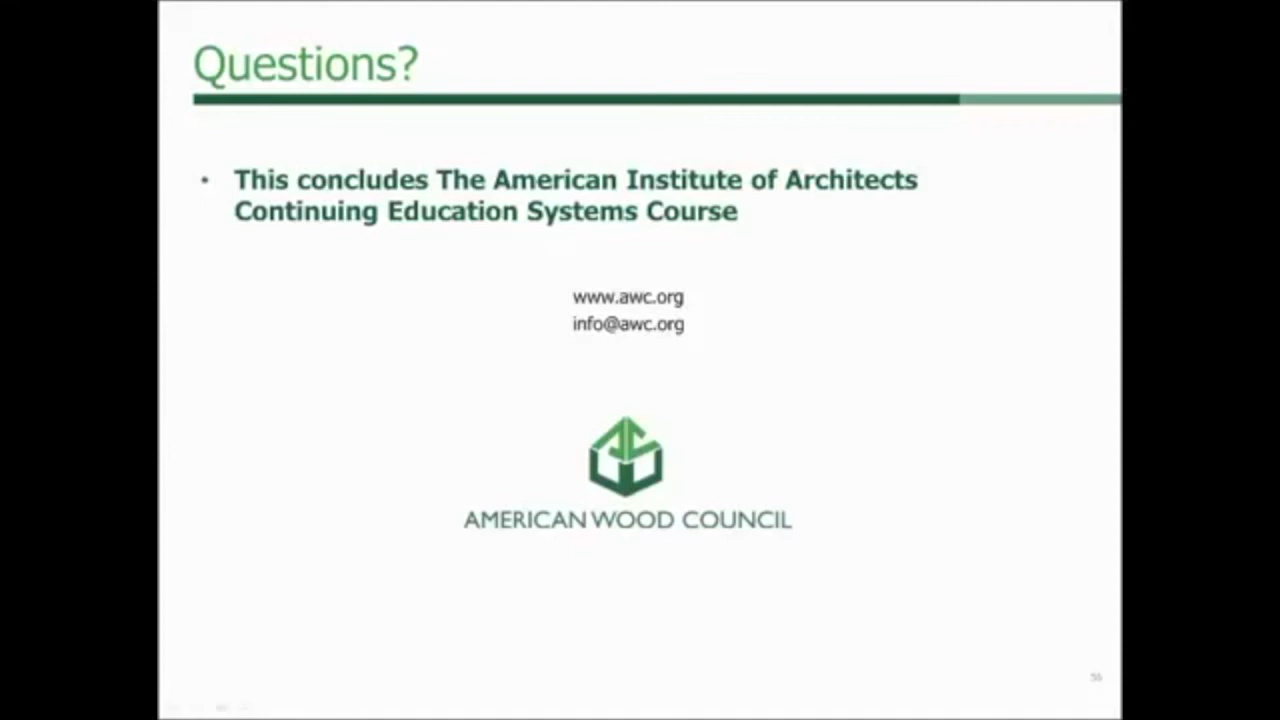 Questions?
• This concludes The American Institute of Architects
Continuing Education Systems Course
www.awc.org
info@awc.org
AMERICAN WOOD COUNCIL